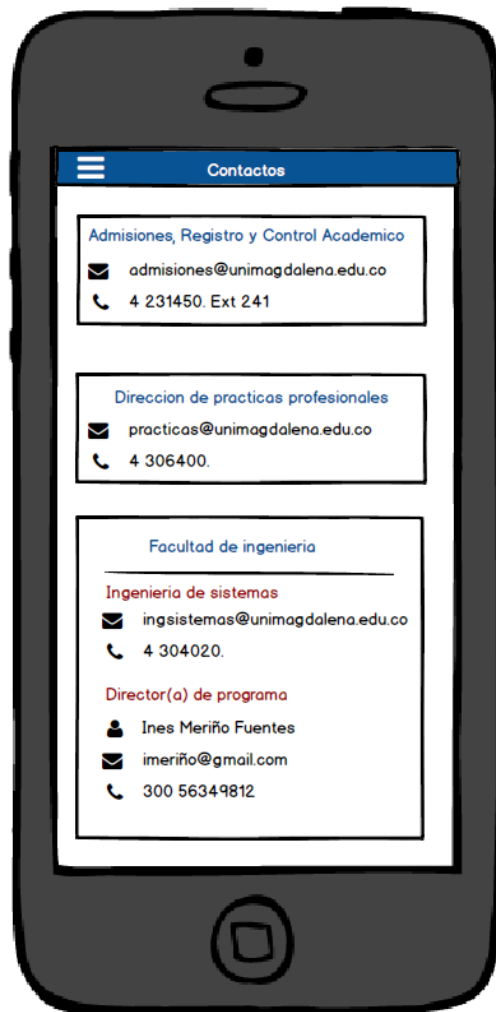 Contactos
Admisiones, Registro y Control Academico
admisiones@unimagdalena.edu.co
4 231450. Ext 241
Direccion de practicas profesionales
practicas@unimagdalena.edu.co
4 306400.
Facultad de ingenieria
Ingenieria de sistemas
ingsistemas@unimagdalena.edu.co
4 304020.
Director(a) de programa
Ines Meriño Fuentes
imeriño@gmail.com
300 56349812